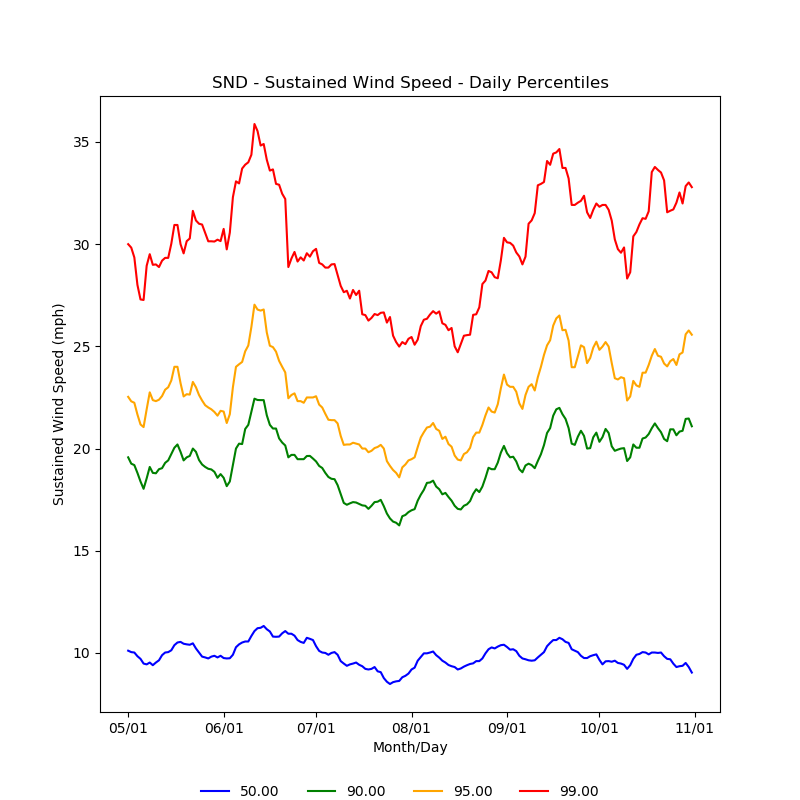 SND - Sustained Wind Speed - Daily Percentiles
35
30
25
20
15
10
Sustained Wind Speed (mph)
05/01 06/01 07/01 08/01 09/01 10/01 11/01
Month/Day
50.00 90.00 95.00 99.00